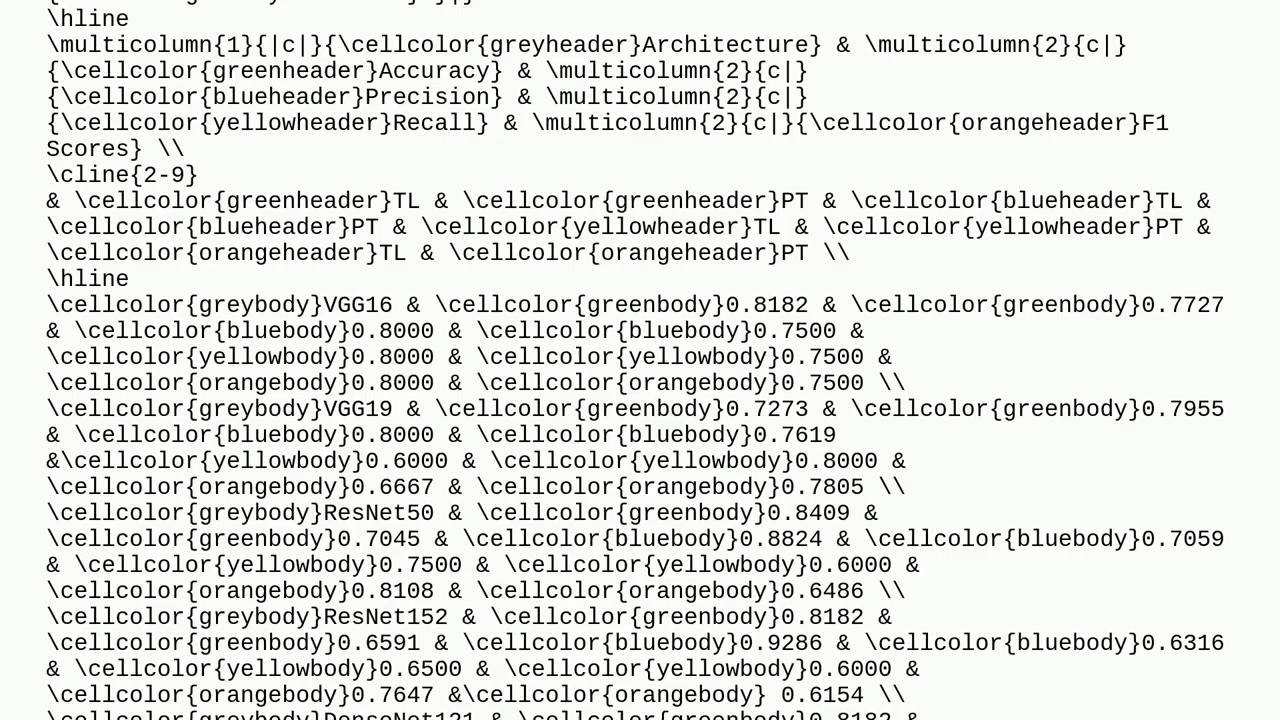 \hline
\multicolumn{1}{|c|}{\cellcolor{greyheader}Architecture} & \multicolumn{2}{c|}
{\cellcolor{greenheader}Accuracy} & \multicolumn{2}{c|}
{\cellcolor{blueheader}Precision} & \multicolumn{2}{c|}
{\cellcolor{yellowheader}Recall} & \multicolumn{2}{c|}{\cellcolor{orangeheader}F1
Scores} \\
\cline{2-9}
& \cellcolor{greenheader}TL & \cellcolor{greenheader}PT & \cellcolor{blueheader}TL &
\cellcolor{blueheader}PT & \cellcolor{yellowheader}TL & \cellcolor{yellowheader}PT &
\cellcolor{orangeheader}TL & \cellcolor{orangeheader}PT \\
\hline
\cellcolor{greybody}VGG16 & \cellcolor{greenbody}0.8182 & \cellcolor{greenbody}0.7727
& \cellcolor{bluebody}0.8000 & \cellcolor{bluebody}0.7500 &
\cellcolor{yellowbody}0.8000 & \cellcolor{yellowbody}0.7500 &
\cellcolor{orangebody}0.8000 & \cellcolor{orangebody}0.7500 \\
\cellcolor{greybody}VGG19 & \cellcolor{greenbody}0.7273 & \cellcolor{greenbody}0.7955
& \cellcolor{bluebody}0.8000 & \cellcolor{bluebody}0.7619
&\cellcolor{yellowbody}0.6000 & \cellcolor{yellowbody}0.8000 &
\cellcolor{orangebody}0.6667 & \cellcolor{orangebody}0.7805 \\
\cellcolor{greybody}ResNet50 & \cellcolor{greenbody}0.8409 &
\cellcolor{greenbody}0.7045 & \cellcolor{bluebody}0.8824 & \cellcolor{bluebody}0.7059
& \cellcolor{yellowbody}0.7500 & \cellcolor{yellowbody}0.6000 &
\cellcolor{orangebody}0.8108 & \cellcolor{orangebody}0.6486 \\
\cellcolor{greybody}ResNet152 & \cellcolor{greenbody}0.8182 &
\cellcolor{greenbody}0.6591 & \cellcolor{bluebody}0.9286 & \cellcolor{bluebody}0.6316
& \cellcolor{yellowbody}0.6500 & \cellcolor{yellowbody}0.6000 &
\cellcolor{orangebody}0.7647 &\cellcolor{orangebody} 0.6154 \\
\cellcolor{greybody}DenseNet121 & \cellcolor{greenbody}0.8182 &